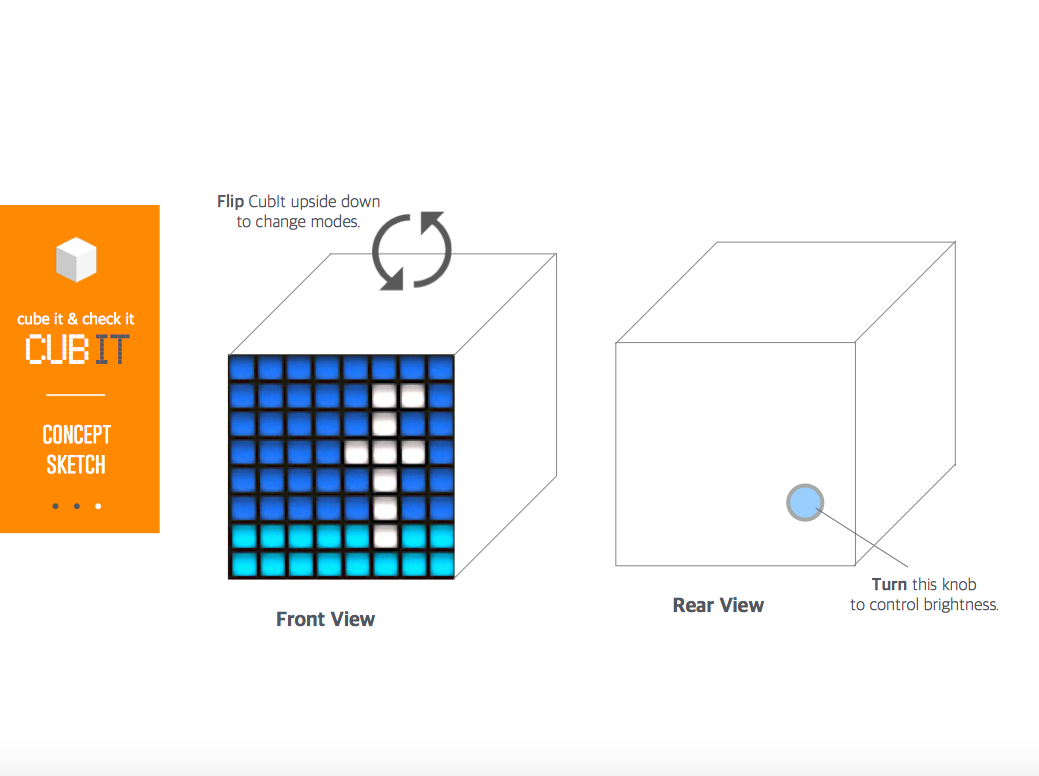 Flip CubIt upside down
to change modes.
cube it & check it
CUBIT
CONCEPT
SKETCH
Front View
Rear View
Turn this knob
to control brightness.